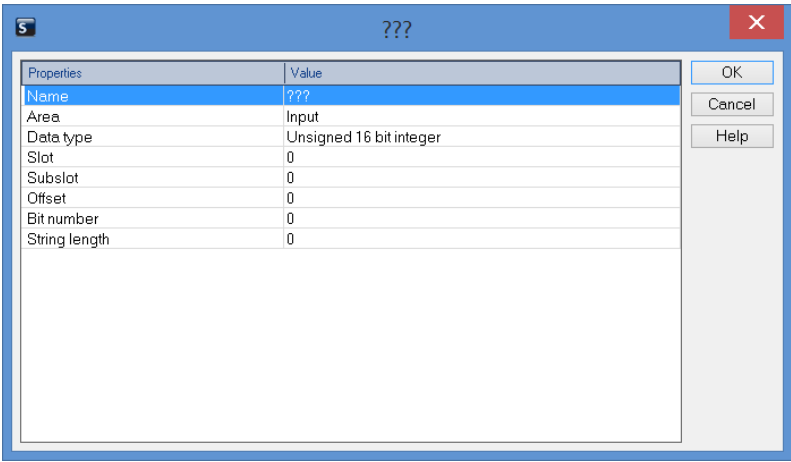 S
???
Properties Value
Name ???
Area Input
Data type Unsigned 16 bit integer
Slot 0
Subslot 0
Offset 0
Bit number 0
String length 0
OK
Cancel
Help